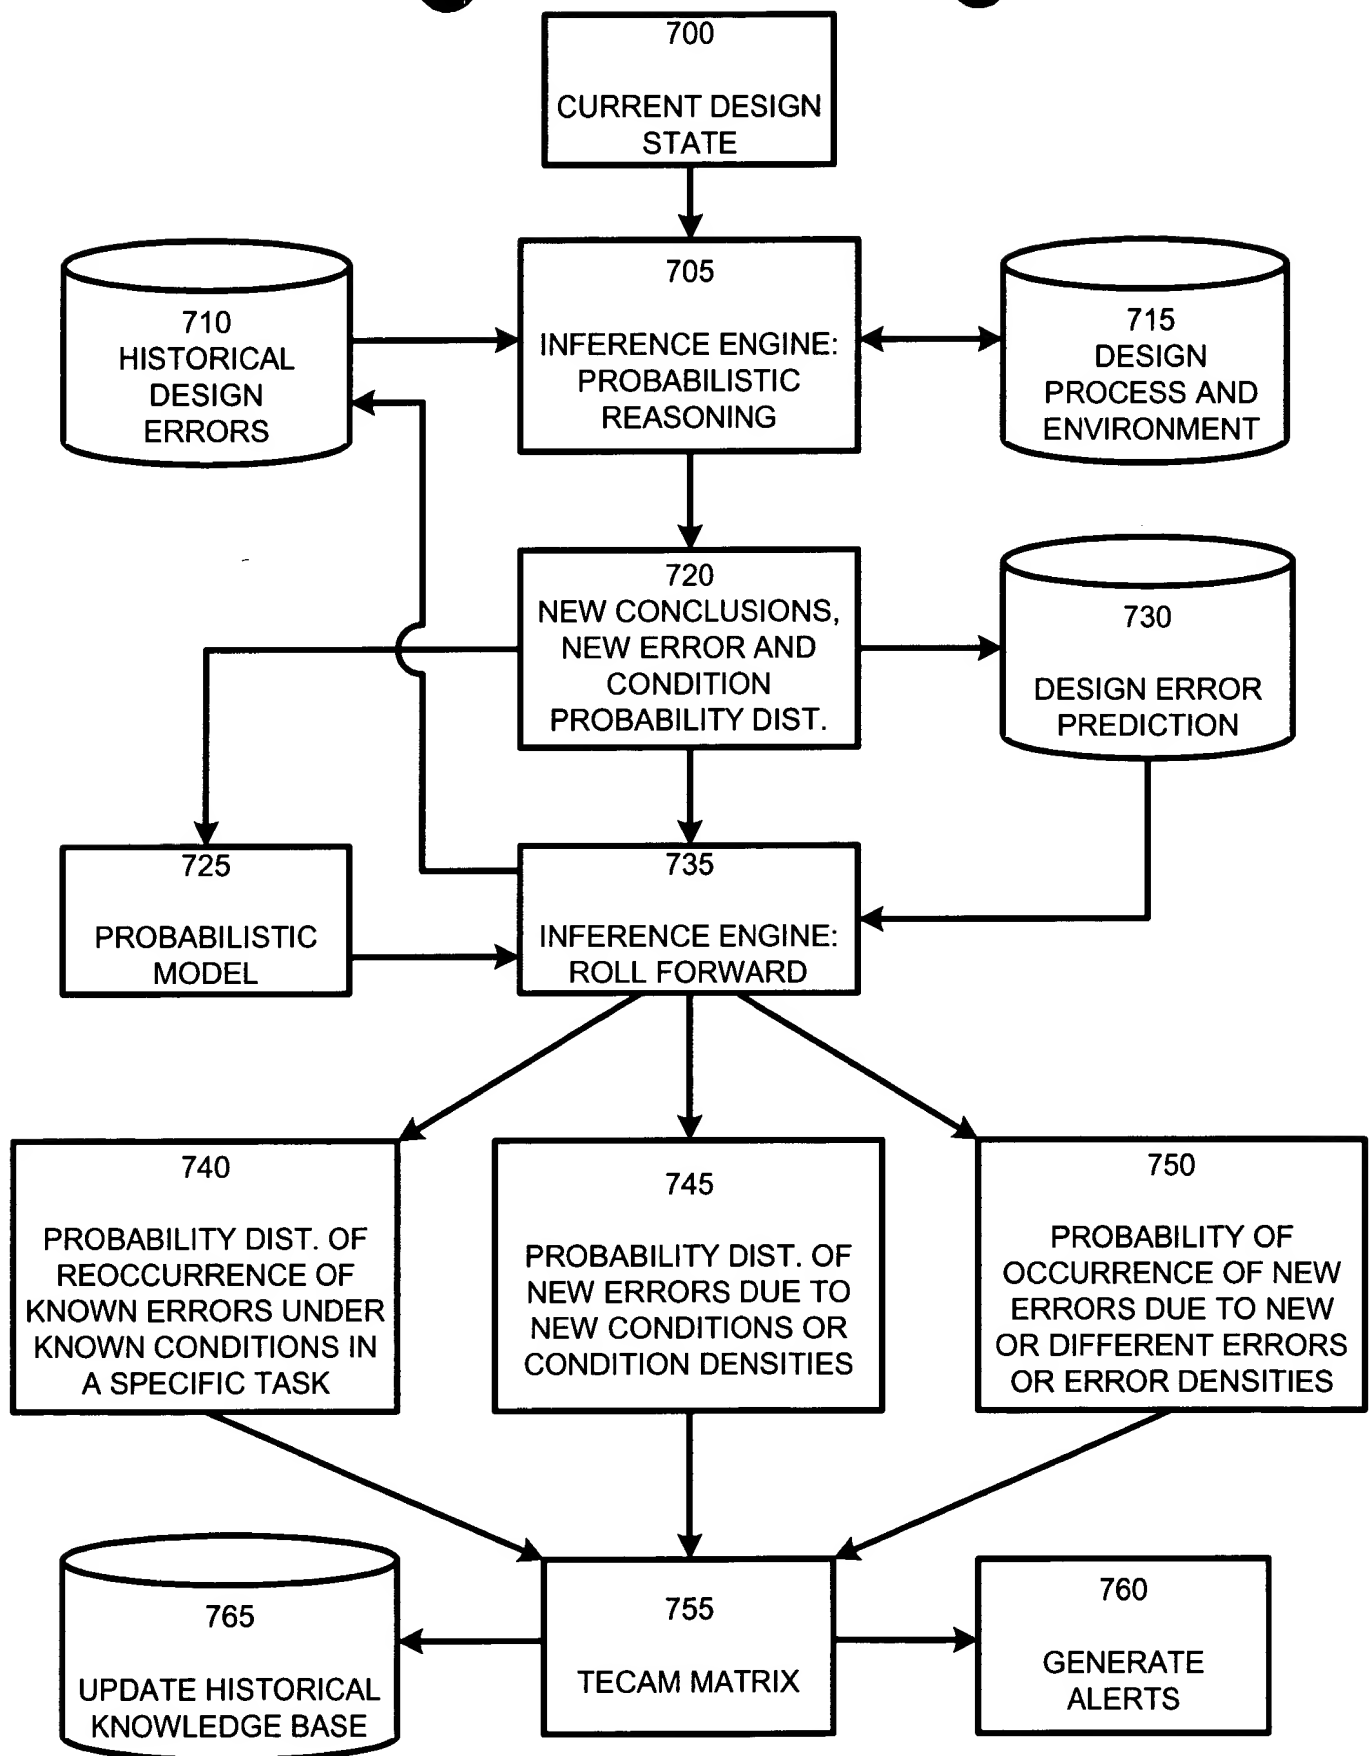 700
CURRENT DESIGN
STATE
710
HISTORICAL
DESIGN
ERRORS
705
INFERENCE ENGINE:
PROBABILISTIC
REASONING
715
DESIGN
PROCESS AND
ENVIRONMENT
720
NEW CONCLUSIONS,
NEW ERROR AND
CONDITION
PROBABILITY DIST.
730
DESIGN ERROR
PREDICTION
725
PROBABILISTIC
MODEL
735
INFERENCE ENGINE:
ROLL FORWARD
740
PROBABILITY DIST. OF
REOCCURRENCE OF
KNOWN ERRORS UNDER
KNOWN CONDITIONS IN
A SPECIFIC TASK
745
PROBABILITY DIST. OF
NEW ERRORS DUE TO
NEW CONDITIONS OR
CONDITION DENSITIES
750
PROBABILITY OF
OCCURRENCE OF NEW
ERRORS DUE TO NEW
OR DIFFERENT ERRORS
OR ERROR DENSITIES
765
UPDATE HISTORICAL
KNOWLEDGE BASE
755
TECAM MATRIX
760
GENERATE
ALERTS